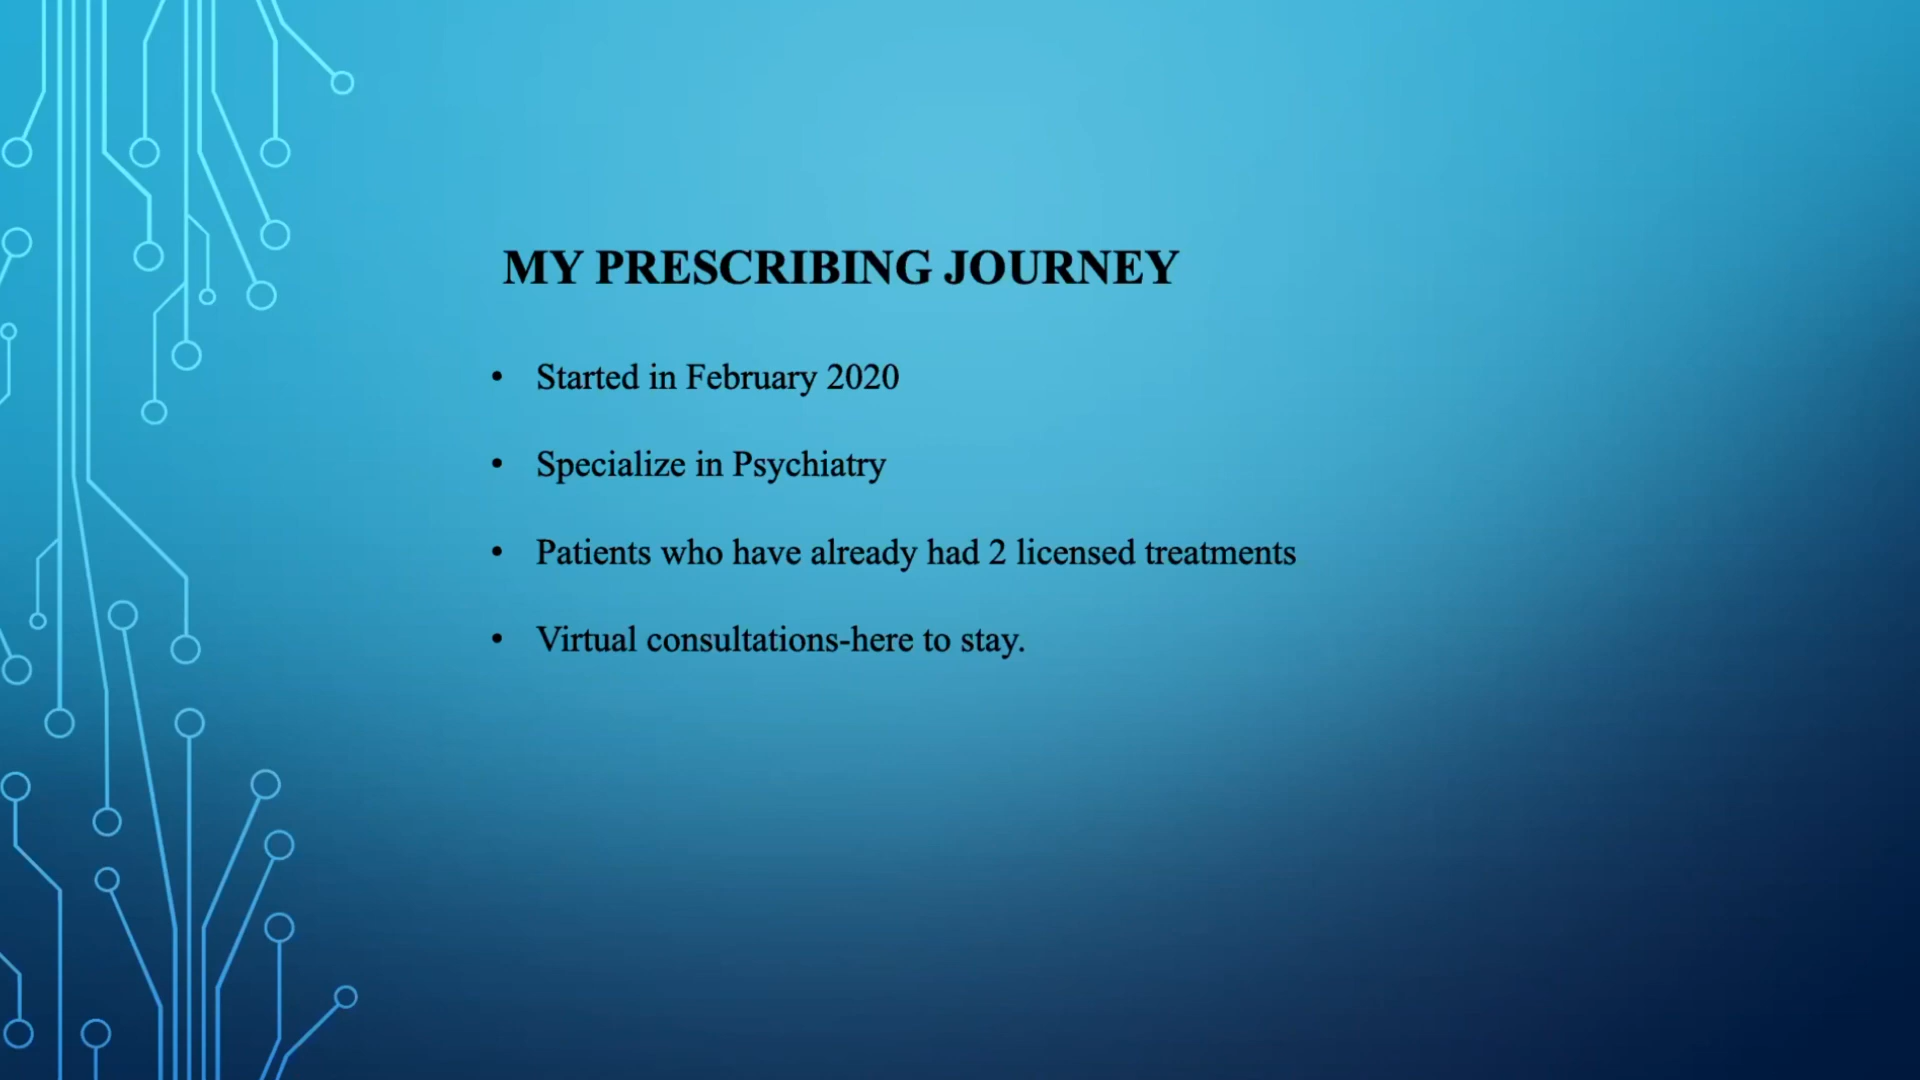 MY PRESCRIBING JOURNEY
• Started in February 2020
• Specialize in Psychiatry
• Patients who have already had 2 licensed treatments
• Virtual consultations-here to stay.